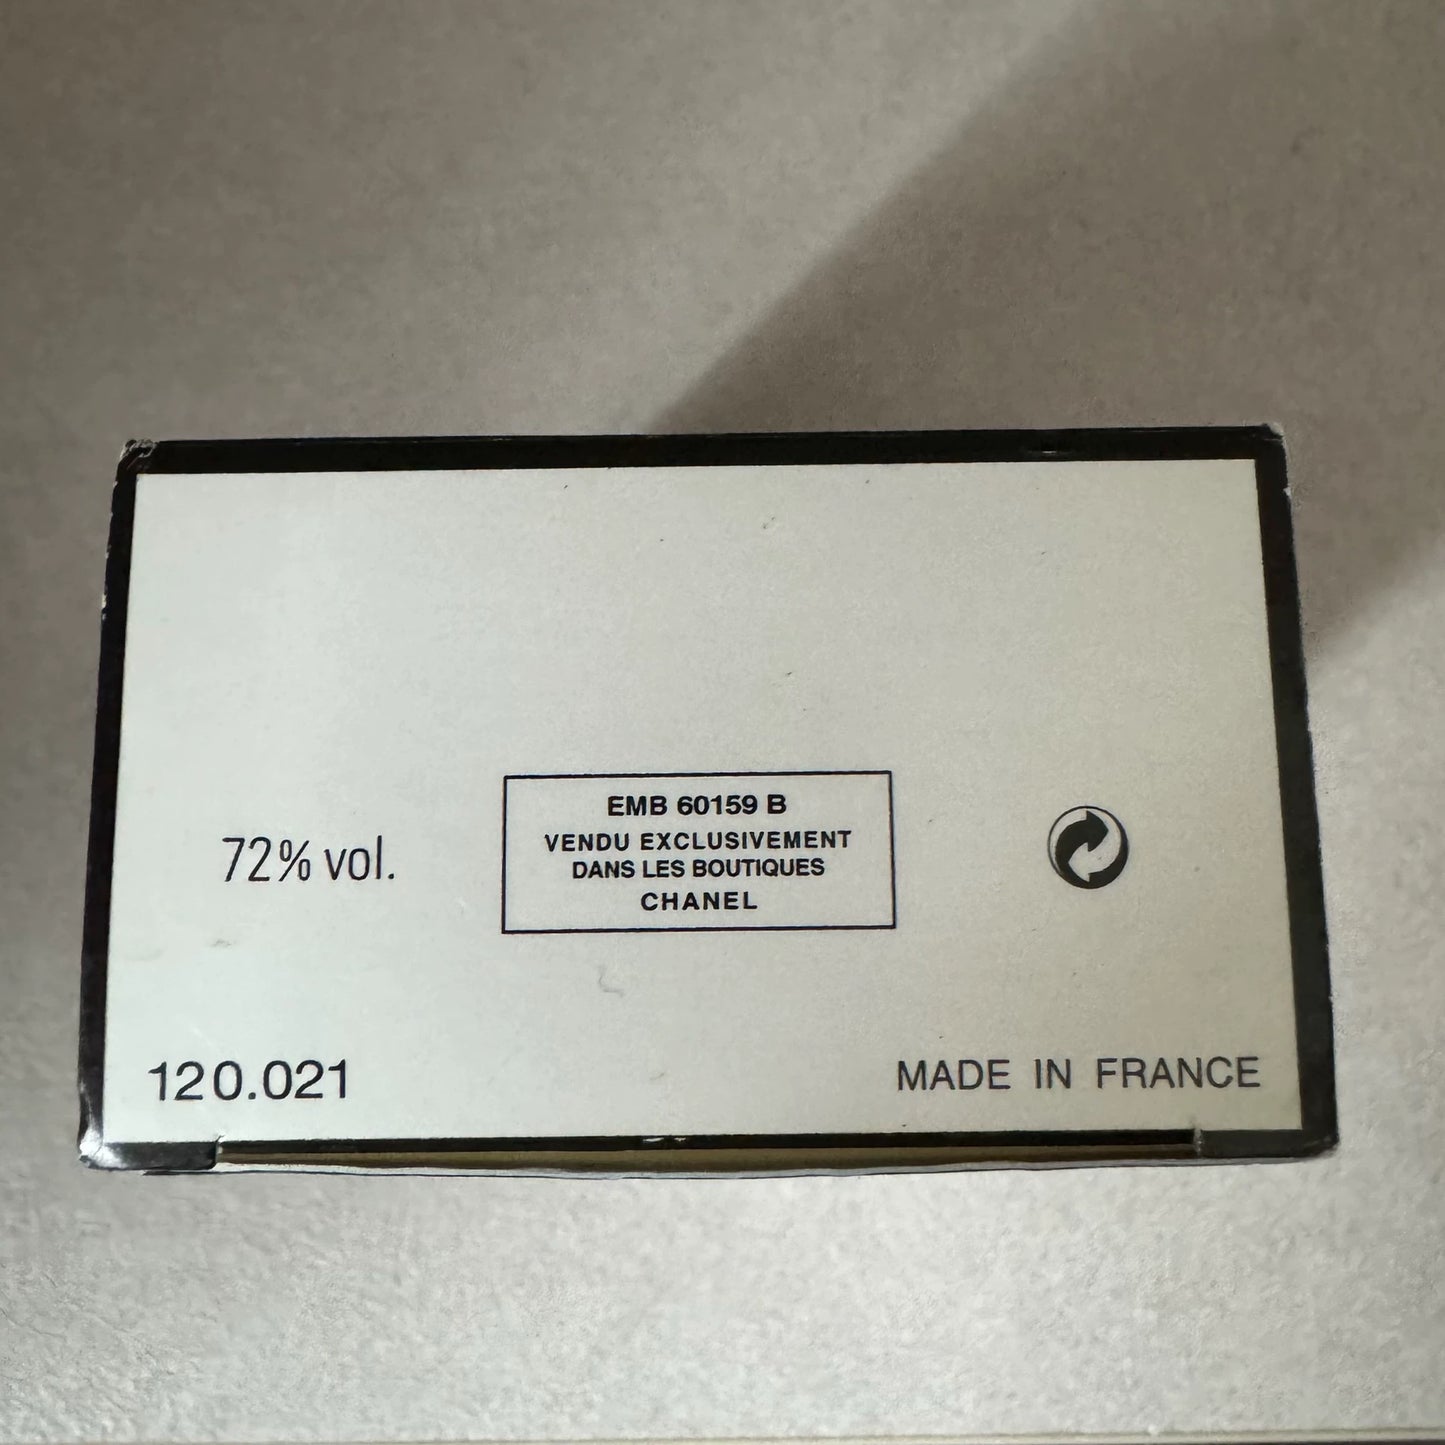 EMB 60159 B
VENDU EXCLUSIVEMENT
DANS LES BOUTIQUES
CHANEL
72% vol.
120.021
MADE IN FRANCE